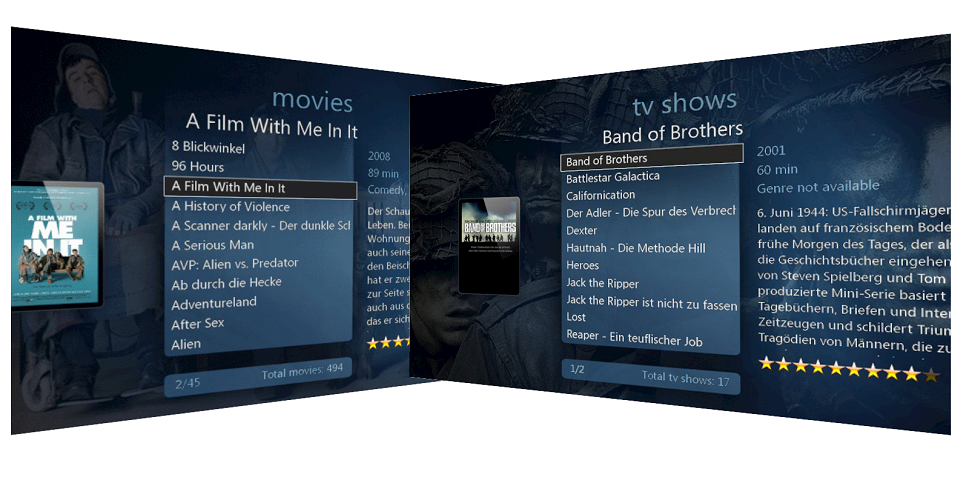 movies
A Film With Me In It
8 Blickwinkel
96 Hours
A Film With Me In It
A History of Violence
A Scanner darkly - Der dunkle Scl
A Serious Man
AVP: Alien vs. Predator
Ab durch die Hecke
Adventureland
After Sex
Alien
2/45
Total movies: 494
2008
89 min
Comedy,
Der Schau
Leben. Be
Wohnung
auch seine
den Beisch
hat er zwe
zur Seite s
auch aus d
das er sich
A FILM WITH
ME
IN IT
tv shows
Band of Brothers
Band of Brothers
Battlestar Galactica
Californication
Der Adler - Die Spur des Verbrecl
Dexter
Hautnah - Die Methode Hill
Heroes
Jack the Ripper
Jack the Ripper ist nicht zu fassen
Lost
Reaper - Ein teuflischer Job
1/2
Total tv shows: 17
2001
60 min
Genre not available
6. Juni 1944: US-Fallschirmjäger
landen auf französischem Bode
frühe Morgen des Tages, der al
die Geschichtsbücher eingehen
von Steven Spielberg und Tom
produzierte Mini-Serie basiert
Tagebüchern, Briefen und Inter
Zeitzeugen und schildert Triun
Tragödien von Männern, die zu
BAND OF BROTHERS